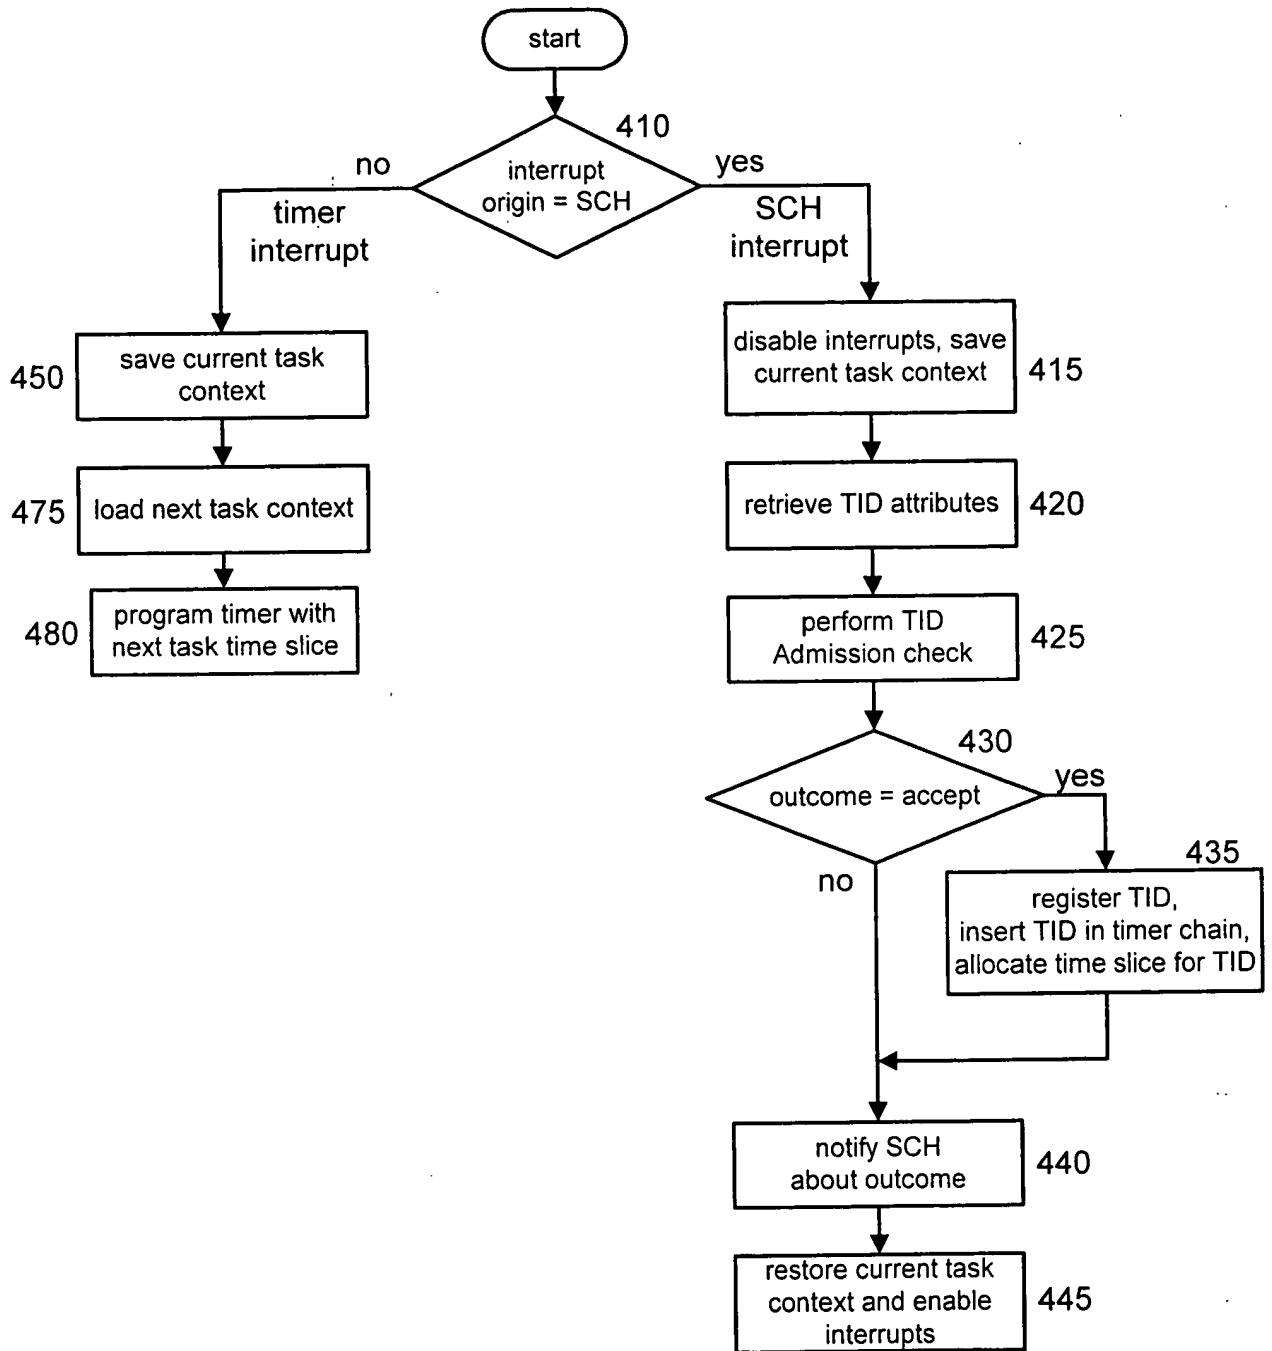 start
410
no
yes
interrupt
origin = SCH
timer
interrupt
SCH
interrupt
450
save current task
context
disable interrupts, save
current task context
415
475
load next task context
retrieve TID attributes
420
480
program timer with
next task time slice
perform TID
Admission check
425
430
outcome = accept
yes
no
435
register TID,
insert TID in timer chain,
allocate time slice for TID
notify SCH
about outcome
440
restore current task
context and enable
interrupts
445